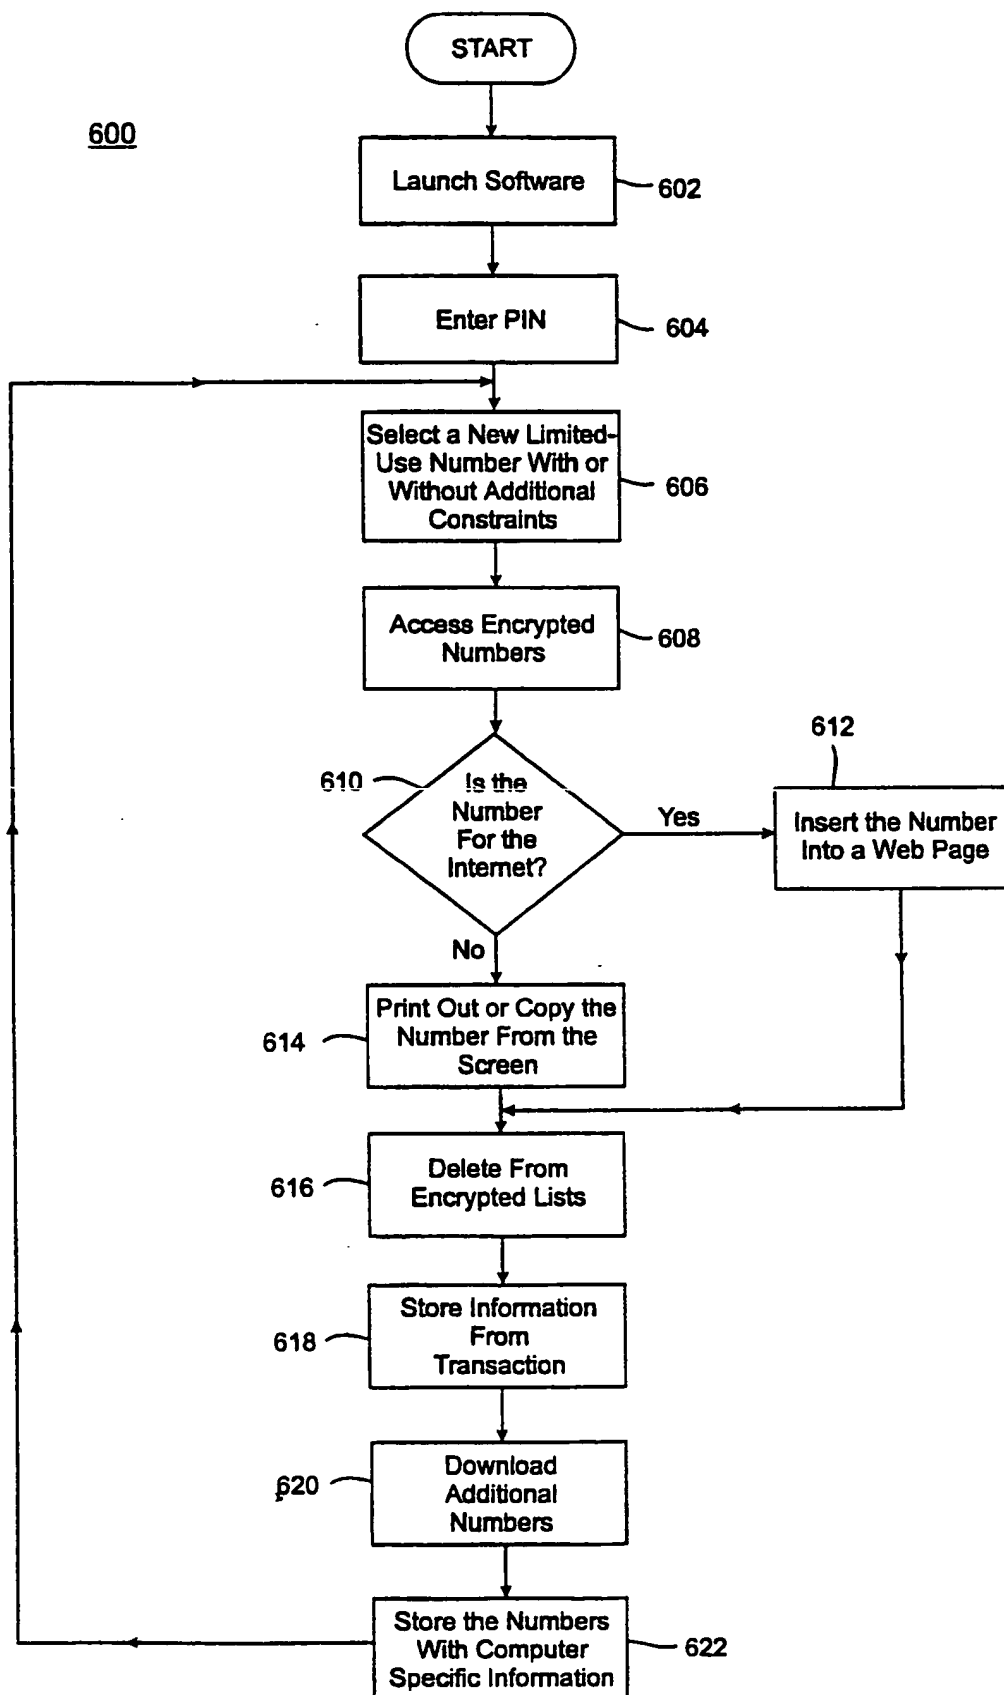 START
600
Launch Software
602
Enter PIN
604
Select a New Limited-
Use Number With or
Without Additional
Constraints
606
Access Encrypted
Numbers
608
610
Is the
Number
For the
Internet?
Yes
612
Insert the Number
Into a Web Page
No
Print Out or Copy the
Number From the
Screen
614
Delete From
Encrypted Lists
616
Store Information
From
Transaction
618
Download
Additional
Numbers
620
Store the Numbers
With Computer
Specific Information
622